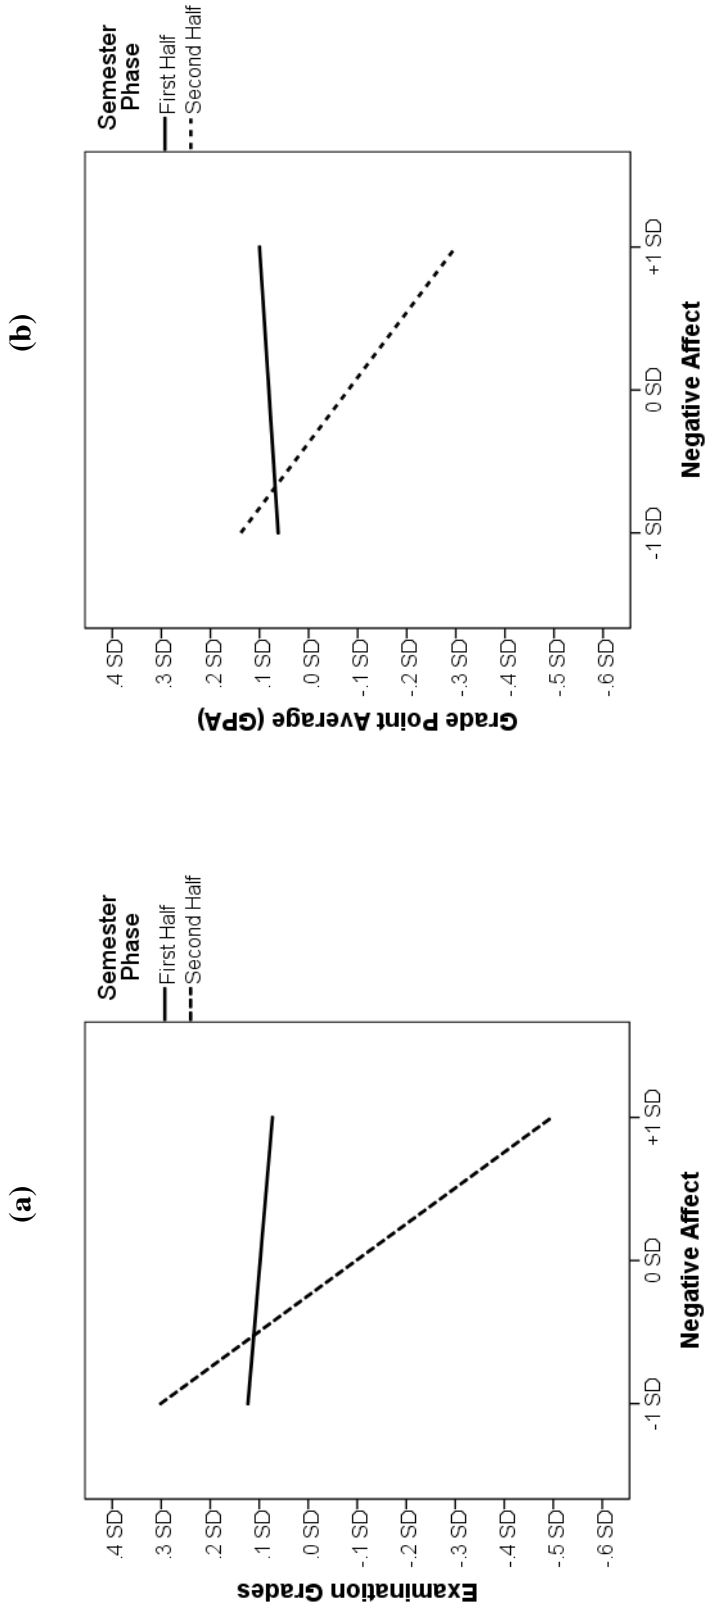 (a)
Examination Grades
.4 SD
.3 SD
.2 SD
.1 SD
.0 SD
-.1 SD
-.2 SD
-.3 SD
-.4 SD
-.5 SD
-.6 SD
-1 SD
0 SD
+1 SD
Negative Affect
Semester
Phase
First Half
Second Half
(b)
Grade Point Average (GPA)
.4 SD
.3 SD
.2 SD
.1 SD
.0 SD
-.1 SD
-.2 SD
-.3 SD
-.4 SD
-.5 SD
-.6 SD
-1 SD
0 SD
+1 SD
Negative Affect
Semester
Phase
First Half
Second Half